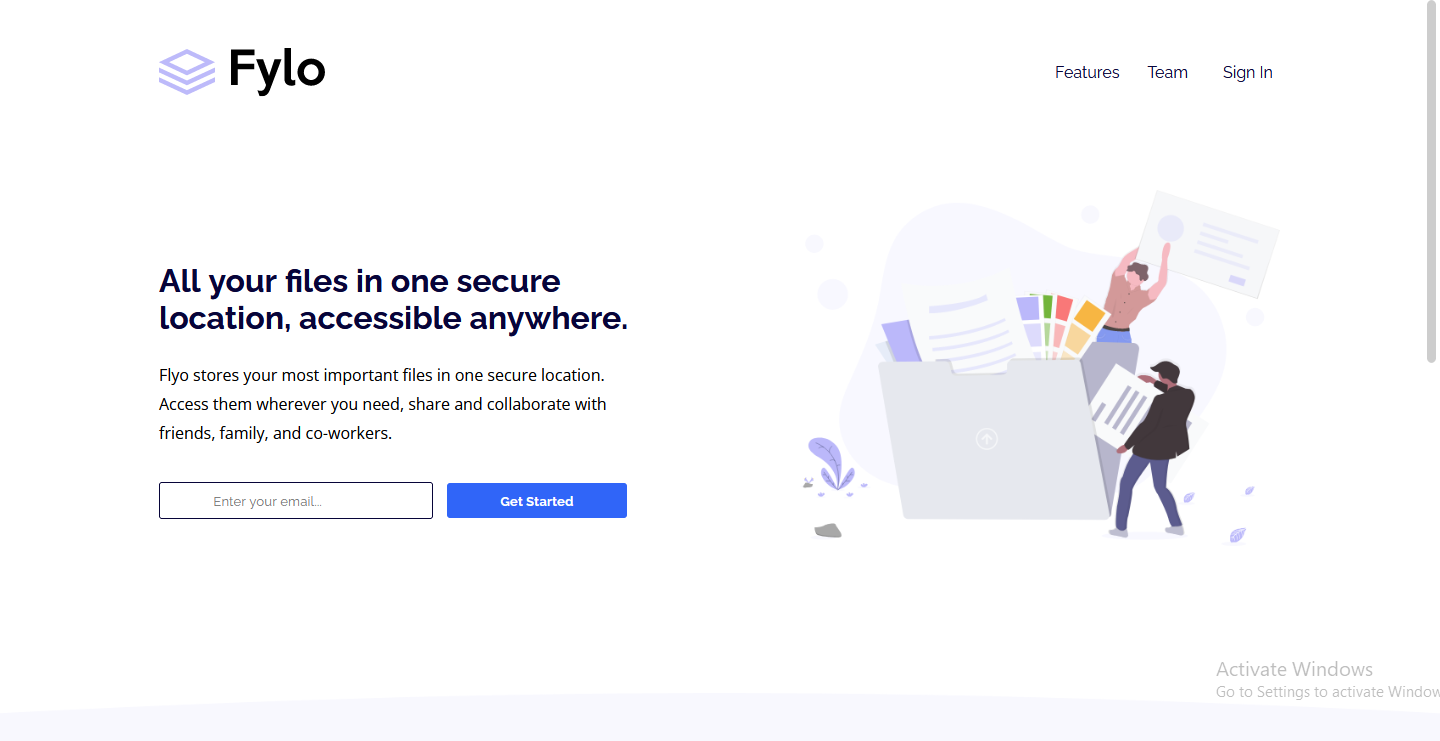 Fylo
Features
Team
Sign In
All your files in one secure
location, accessible anywhere.
Flyo stores your most important files in one secure location.
Access them wherever you need, share and collaborate with
friends, family, and co-workers.
Enter your email...
Get Started
Activate Windows
Go to Settings to activate Window